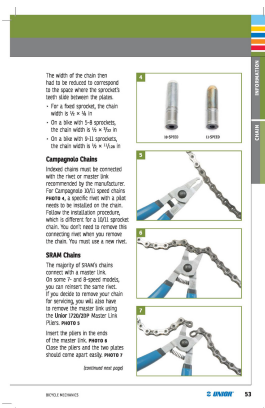 The width of the chain then
had to be reduced to correspond
to the space where the sprocket's
teeth slide between the plates.
• For a fixed sprocket, the chain
width is ½ × ⅛ in
• On a bike with 5–8 sprockets,
the chain width is ½ × 3/32 in
• On a bike with 9–11 sprockets,
the chain width is ½ × 11/128 in
Campagnolo Chains
Indexed chains must be connected
with the rivet or master link
recommended by the manufacturer.
For Campagnolo 10/11 speed chains
PHOTO 4, a specific rivet with a pilot
needs to be installed on the chain.
Follow the installation procedure,
which is different for a 10/11 sprocket
chain. You don't need to remove this
connecting rivet when you remove
the chain. You must use a new rivet.
SRAM Chains
The majority of SRAM's chains
connect with a master link.
On some 7- and 8-speed models,
you can reinsert the same rivet.
If you decide to remove your chain
for servicing, you will also have
to remove the master link using
the Unior 1720/2DP Master Link
Pliers. PHOTO 5
Insert the pliers in the ends
of the master link. PHOTO 6
Close the pliers and the two plates
should come apart easily. PHOTO 7
(continued next page)
4
10-SPEED
11-SPEED
5
6
7
INFORMATION
CHAIN
BICYCLE MECHANICS
UNIOR
53